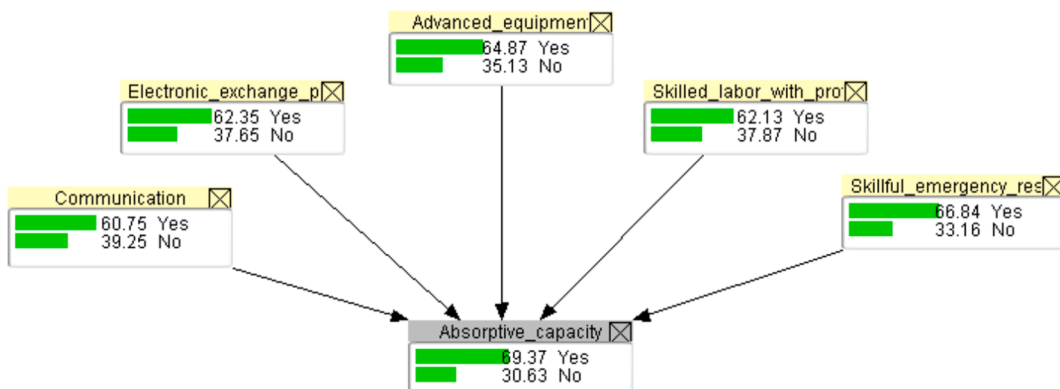 Advanced_equipment
64.87 Yes
35.13 No
Electronic_exchange_p
62.35 Yes
37.65 No
Skilled_labor_with_prof
62.13 Yes
37.87 No
Communication
60.75 Yes
39.25 No
Skillful_emergency_res
66.84 Yes
33.16 No
Absorptive_capacity
69.37 Yes
30.63 No